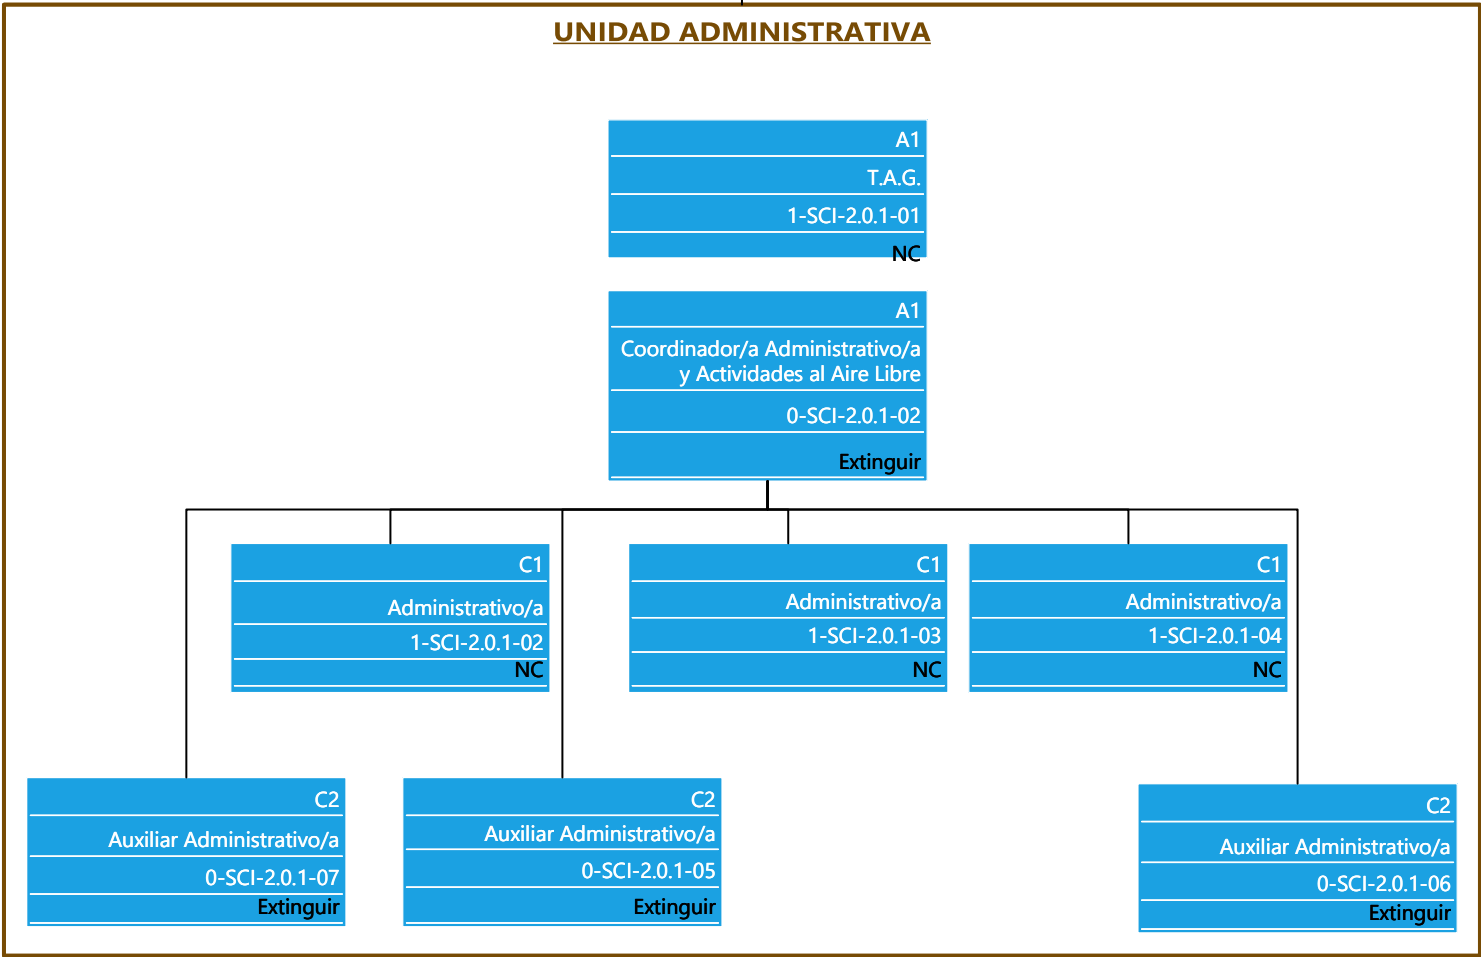 UNIDAD ADMINISTRATIVA
A1
T.A.G.
1-SCI-2.0.1-01
NC
A1
Coordinador/a Administrativo/a
y Actividades al Aire Libre
0-SCI-2.0.1-02
Extinguir
C1
Administrativo/a
1-SCI-2.0.1-02
NC
C1
Administrativo/a
1-SCI-2.0.1-03
NC
C1
Administrativo/a
1-SCI-2.0.1-04
NC
C2
Auxiliar Administrativo/a
0-SCI-2.0.1-07
Extinguir
C2
Auxiliar Administrativo/a
0-SCI-2.0.1-05
Extinguir
C2
Auxiliar Administrativo/a
0-SCI-2.0.1-06
Extinguir